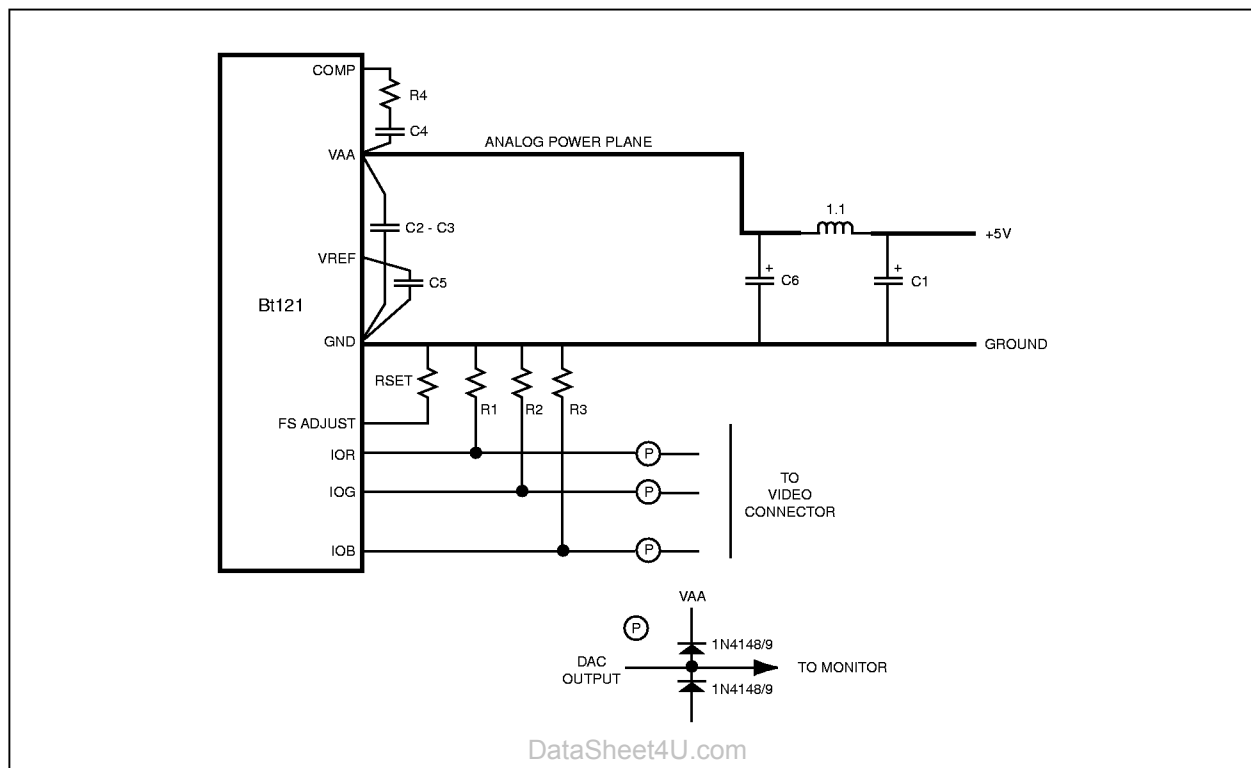 COMP
R4
C4
VAA
ANALOG POWER PLANE
1.1
+5V
C2 - C3
VREF
C5
+
C6
+
C1
Bt121
GND
GROUND
RSET
R1
R2
R3
FS ADJUST
IOR
P
IOG
P
IOB
P
TO
VIDEO
CONNECTOR
VAA
P
1N4148/9
DAC
OUTPUT
TO MONITOR
1N4148/9
DataSheet4U.com